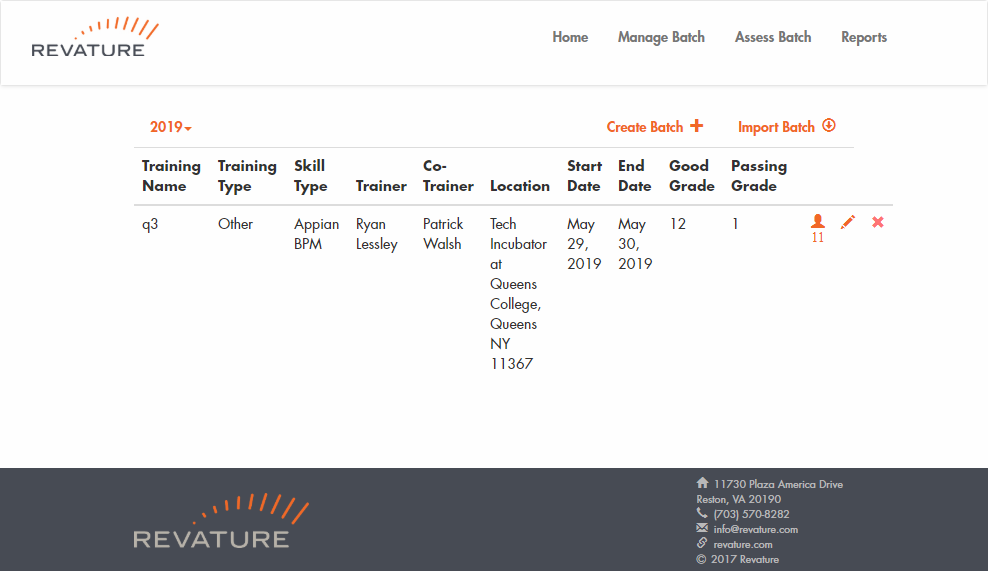 REVATURE
Home Manage Batch Assess Batch Reports
2019 Create Batch Import Batch
Training Name Training Type Skill Type Trainer Co-Trainer Location Start Date End Date Good Grade Passing Grade
q3 Other Appian BPM Ryan Lessley Patrick Walsh Tech Incubator at Queens College, Queens NY 11367 May 29, 2019 May 30, 2019 12 1 11
REVATURE
11730 Plaza America Drive
Reston, VA 20190
(703) 570-8282
info@revature.com
revature.com
© 2017 Revature